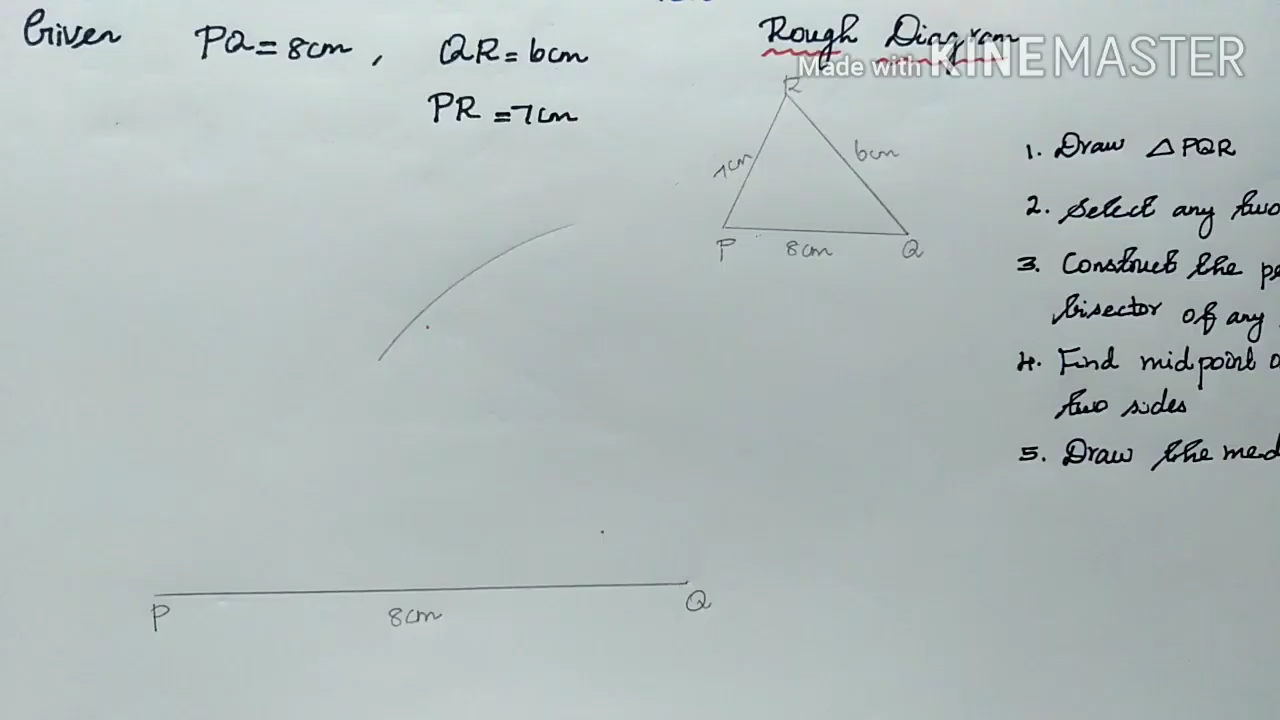 Given
PQ = 8cm , QR = 6cm
PR = 7cm
Rough Diagram
Made with KINEMASTER
R
7cm
6cm
P
8cm
Q
1. Draw △PQR
2. Select any two
3. Construct the
bisector of any
4. Find midpoint
two sides
5. Draw the
P
8cm
Q